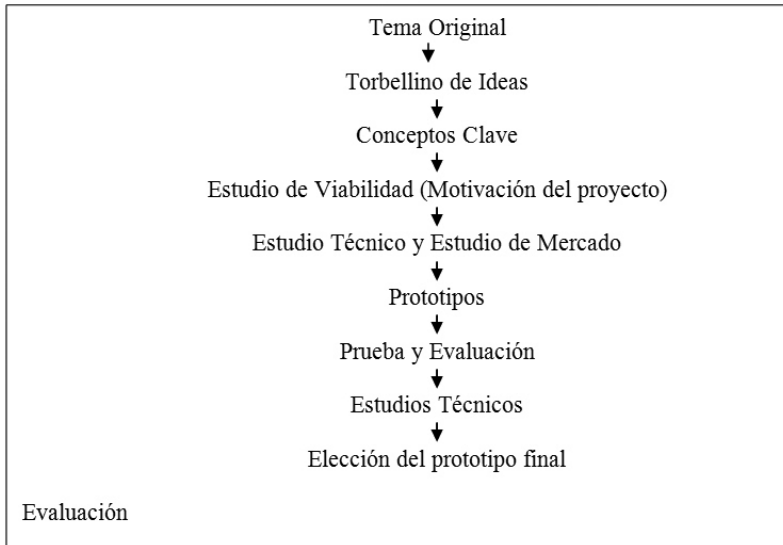 Tema Original
Torbellino de Ideas
Conceptos Clave
Estudio de Viabilidad (Motivación del proyecto)
Estudio Técnico y Estudio de Mercado
Prototipos
Prueba y Evaluación
Estudios Técnicos
Elección del prototipo final
Evaluación